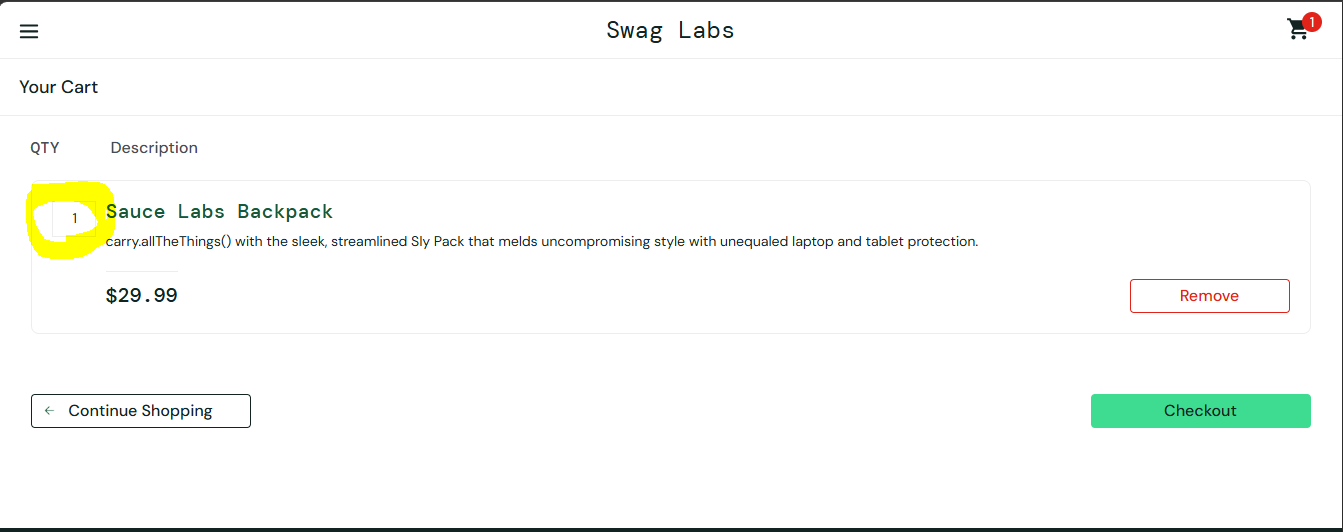 Swag Labs
1
Your Cart
QTY Description
1
Sauce Labs Backpack
carry.allTheThings() with the sleek, streamlined Sly Pack that melds uncompromising style with unequaled laptop and tablet protection.
$29.99
Remove
Continue Shopping
Checkout